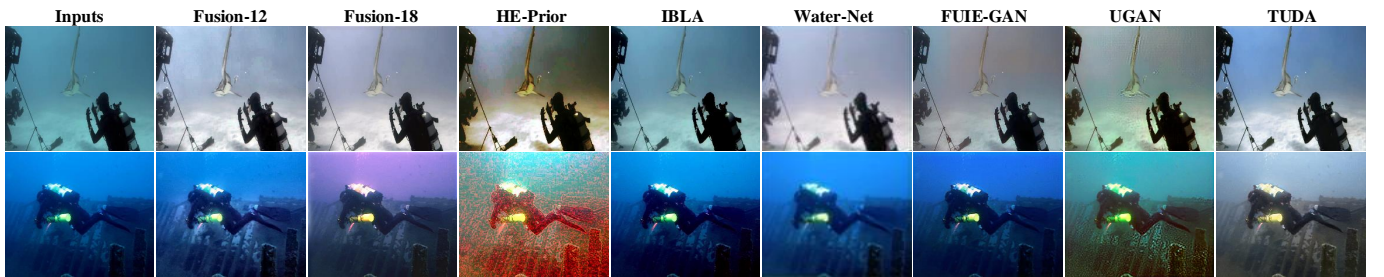 Inputs Fusion-12 Fusion-18 HE-Prior IBLA Water-Net FUIE-GAN UGAN TUDA